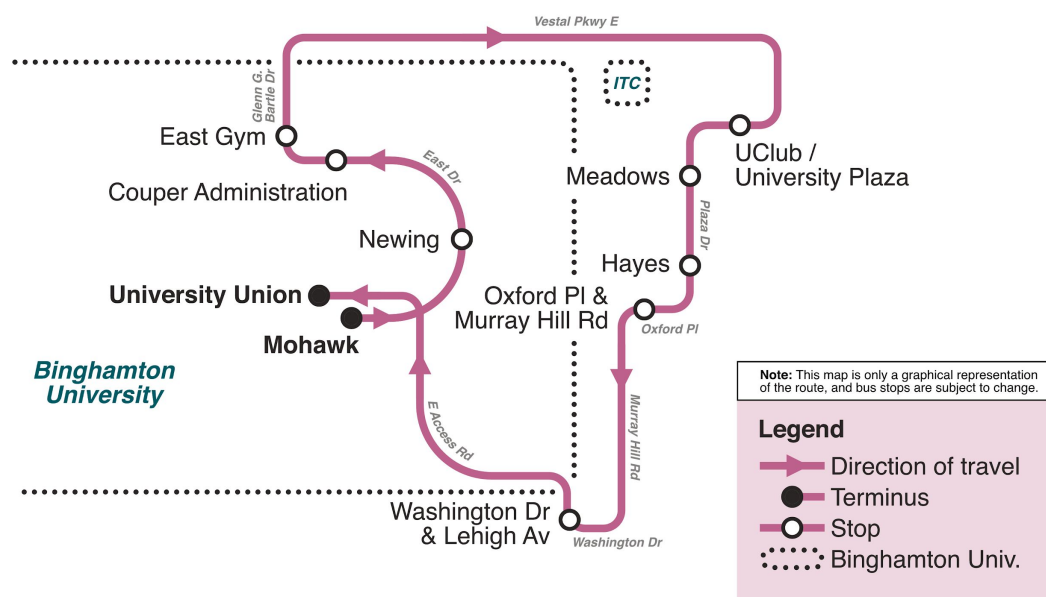 Vestal Pkwy E
Glenn G.
Bartle Dr
ITC
East Gym
East Dr
UClub /
University Plaza
Couper Administration
Meadows
Plaza Dr
Newing
Hayes
University Union
Oxford Pl &
Murray Hill Rd
Oxford Pl
Mohawk
Binghamton
University
E Access Rd
Murray Hill Rd
Washington Dr
& Lehigh Av
Washington Dr
Note: This map is only a graphical representation
of the route, and bus stops are subject to change.
Legend
Direction of travel
Terminus
Stop
Binghamton Univ.